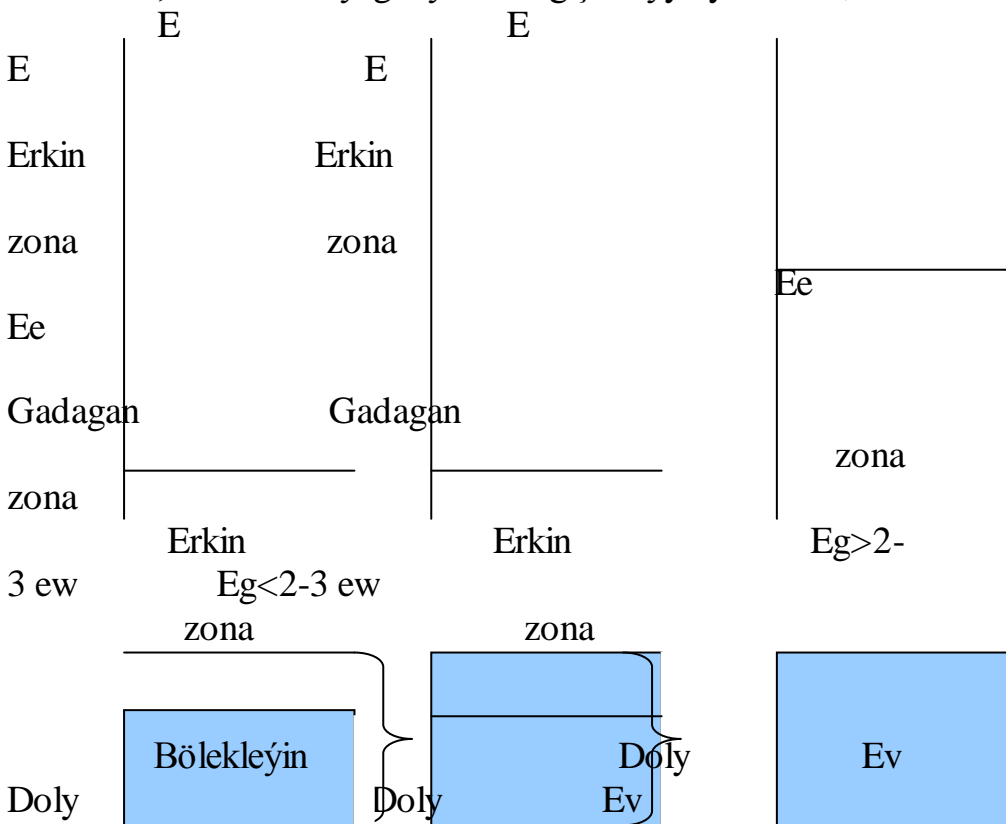 E E
E E
Erkin Erkin
zona zona
Ee
Ee
Gadagan Gadagan
zona
zona
Erkin Erkin Eg>2-
3 ew Eg<2-3 ew
zona zona
Bölekleýin Doly Ev
Doly Doly Ev